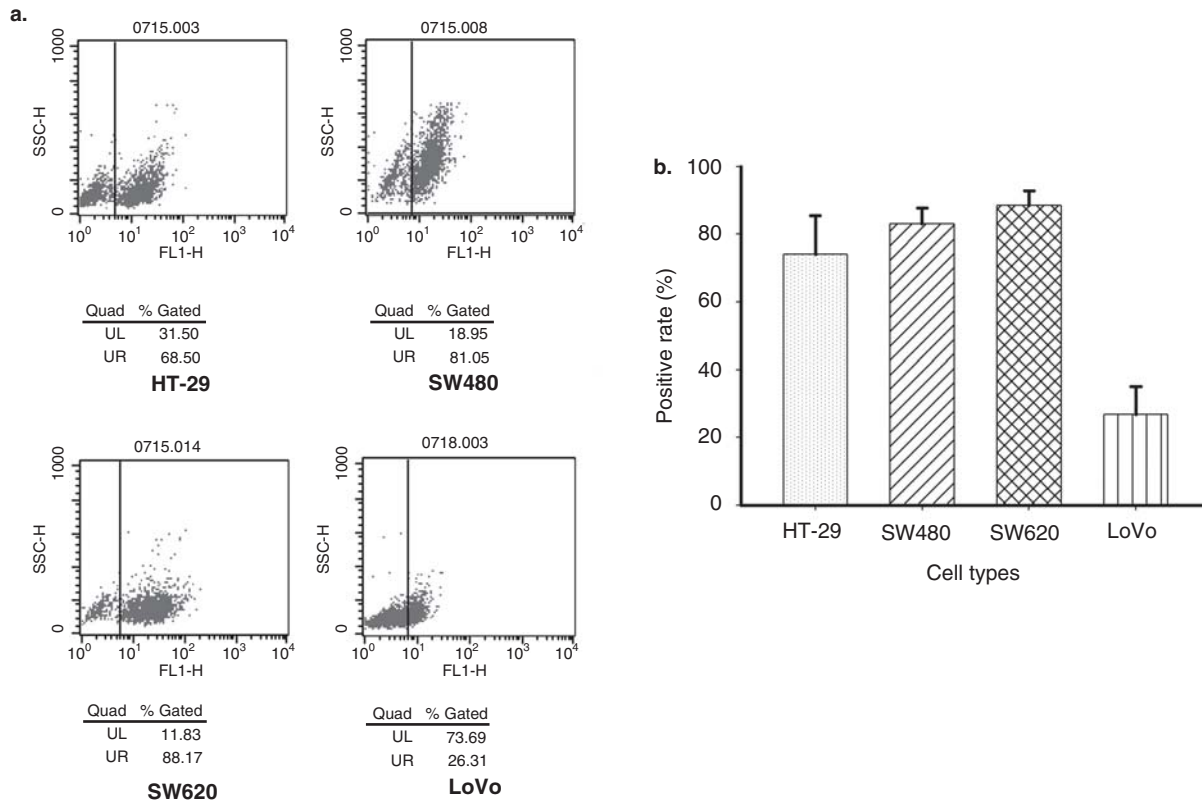 a.
0715.003
1000
SSC-H
0
10^0 10^1 10^2 10^3 10^4
FL1-H
Quad % Gated
UL 31.50
UR 68.50
HT-29
0715.008
1000
SSC-H
0
10^0 10^1 10^2 10^3 10^4
FL1-H
Quad % Gated
UL 18.95
UR 81.05
SW480
0715.014
1000
SSC-H
0
10^0 10^1 10^2 10^3 10^4
FL1-H
Quad % Gated
UL 11.83
UR 88.17
SW620
0718.003
1000
SSC-H
0
10^0 10^1 10^2 10^3 10^4
FL1-H
Quad % Gated
UL 73.69
UR 26.31
LoVo
b.
100
80
60
40
20
0
Positive rate (%)
HT-29 SW480 SW620 LoVo
Cell types